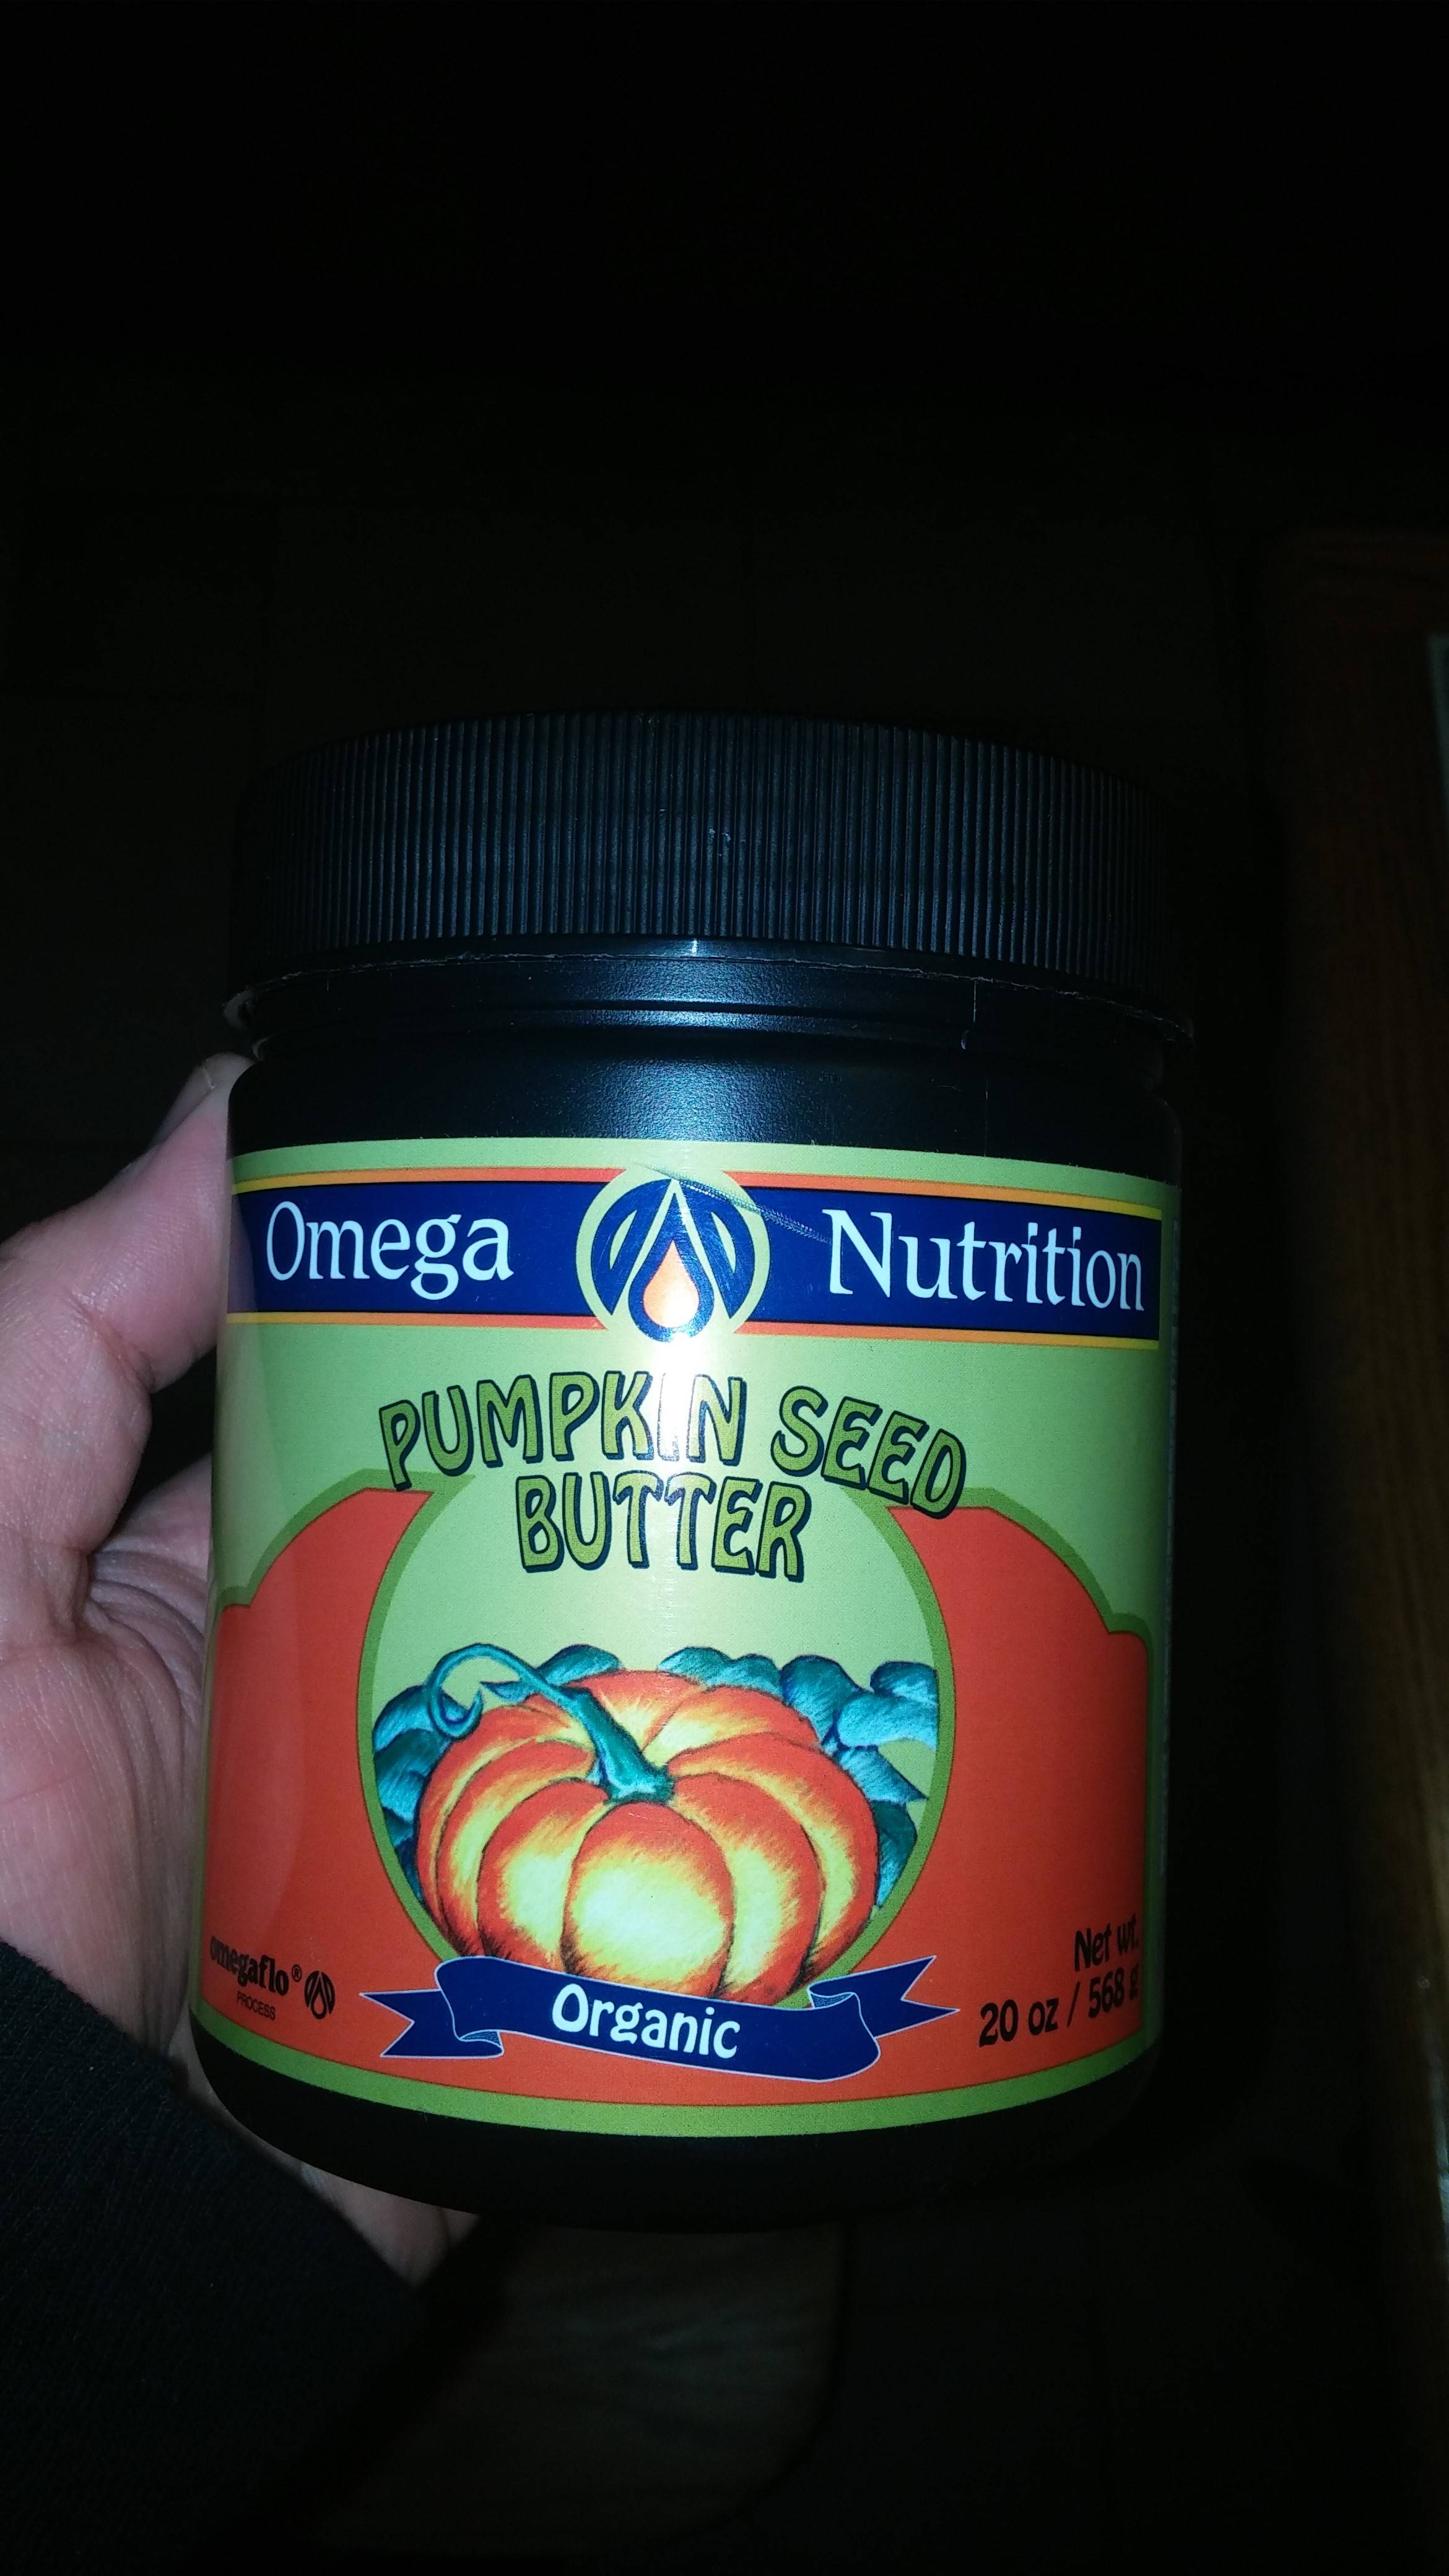 Omega Nutrition
PUMPKIN SEED
BUTTER
Organic
omegaflo®
PROCESS
Net wt.
20 oz / 568 g